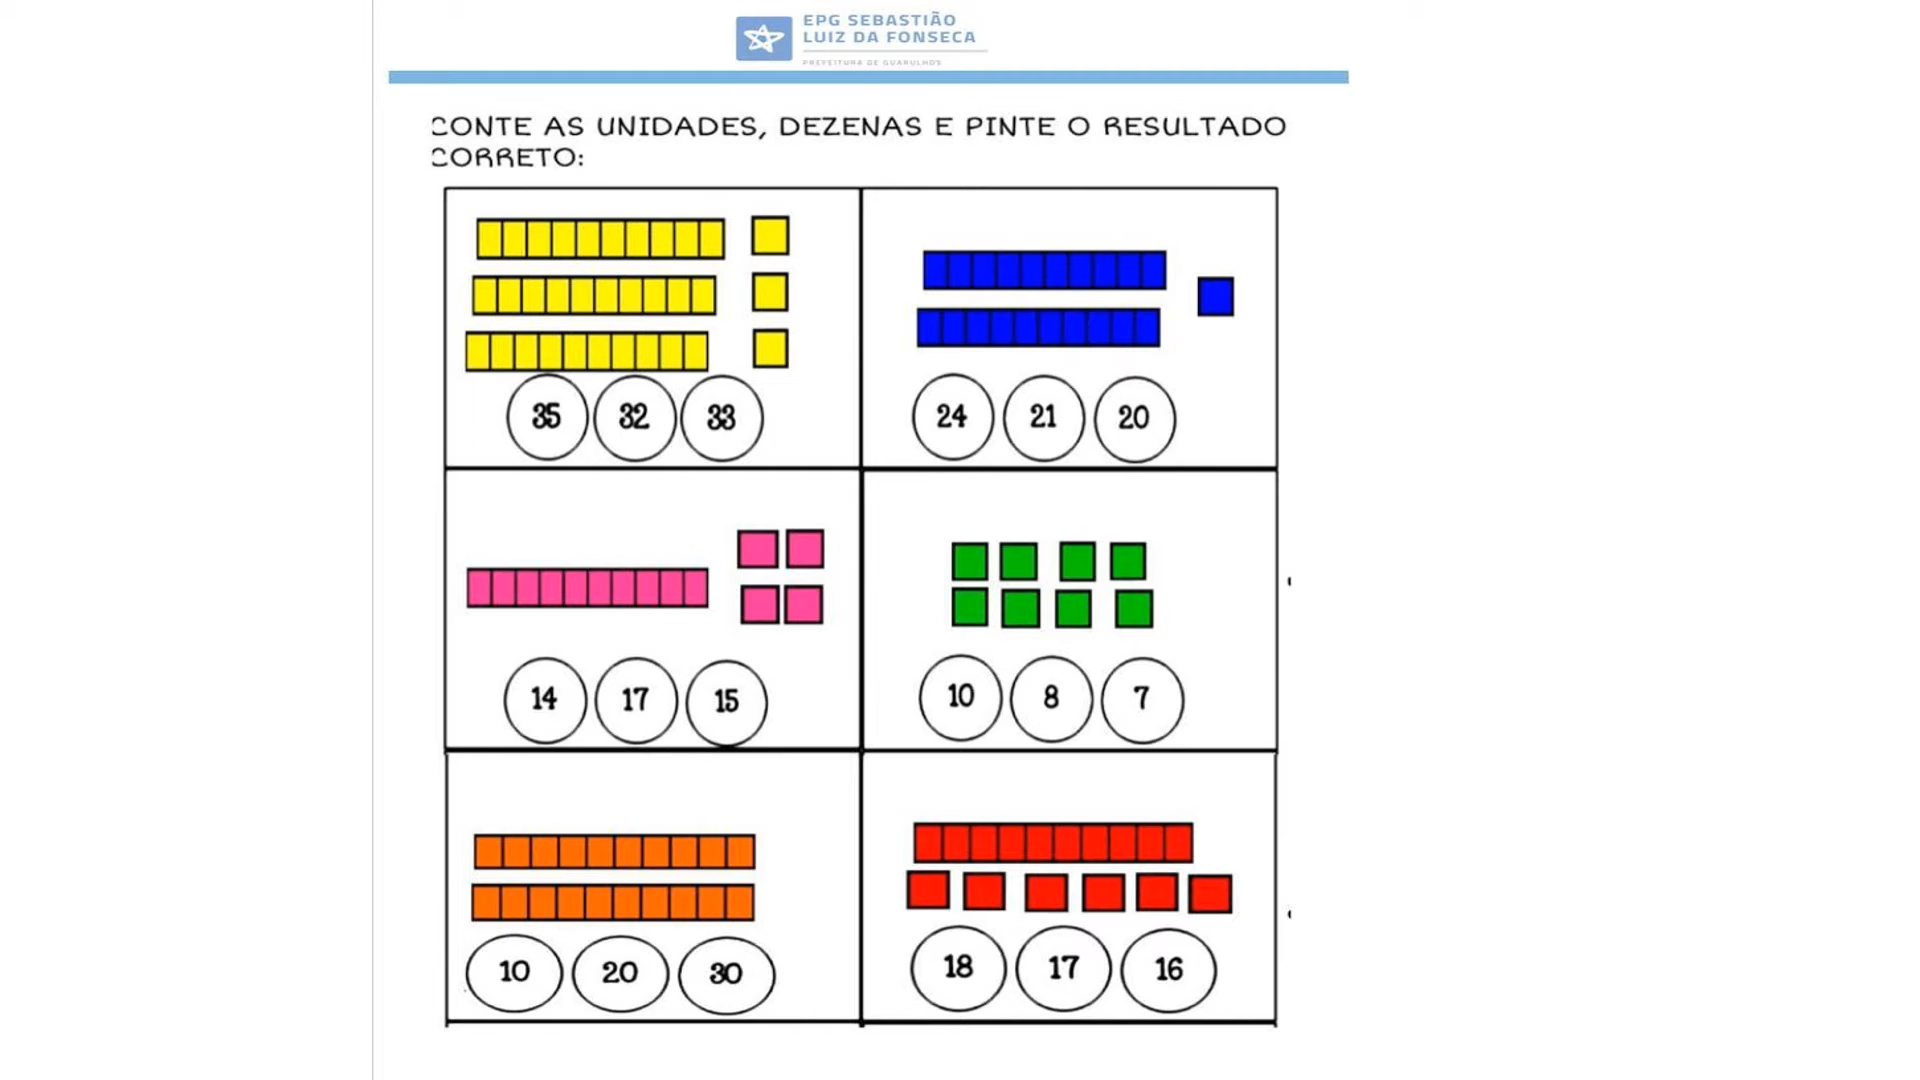 EPG SEBASTIÃO
LUIZ DA FONSECA
PREFEITURA DE GUARULHOS
CONTE AS UNIDADES, DEZENAS E PINTE O RESULTADO
CORRETO:
35 32 33
24 21 20
14 17 15
10 8 7
10 20 30
18 17 16